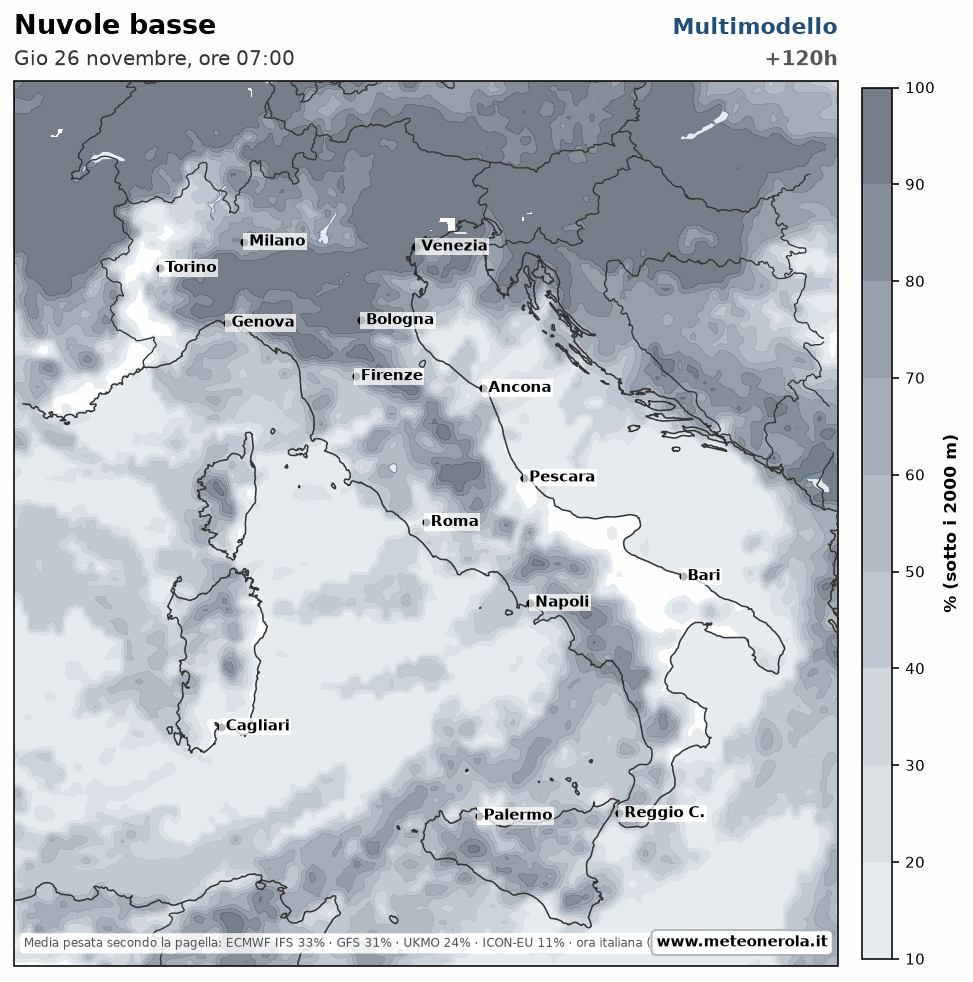 Nuvole basse
Multimodello
Gio 26 novembre, ore 07:00
+120h
100
90
80
70
60
50
40
30
20
10
% (sotto i 2000 m)
Milano
Venezia
Torino
Genova
Bologna
Firenze
Ancona
Pescara
Roma
Bari
Napoli
Cagliari
Palermo
Reggio C.
Media pesata secondo la pagella: ECMWF IFS 33% · GFS 31% · UKMO 24% · ICON-EU 11% · ora italiana (
www.meteonerola.it